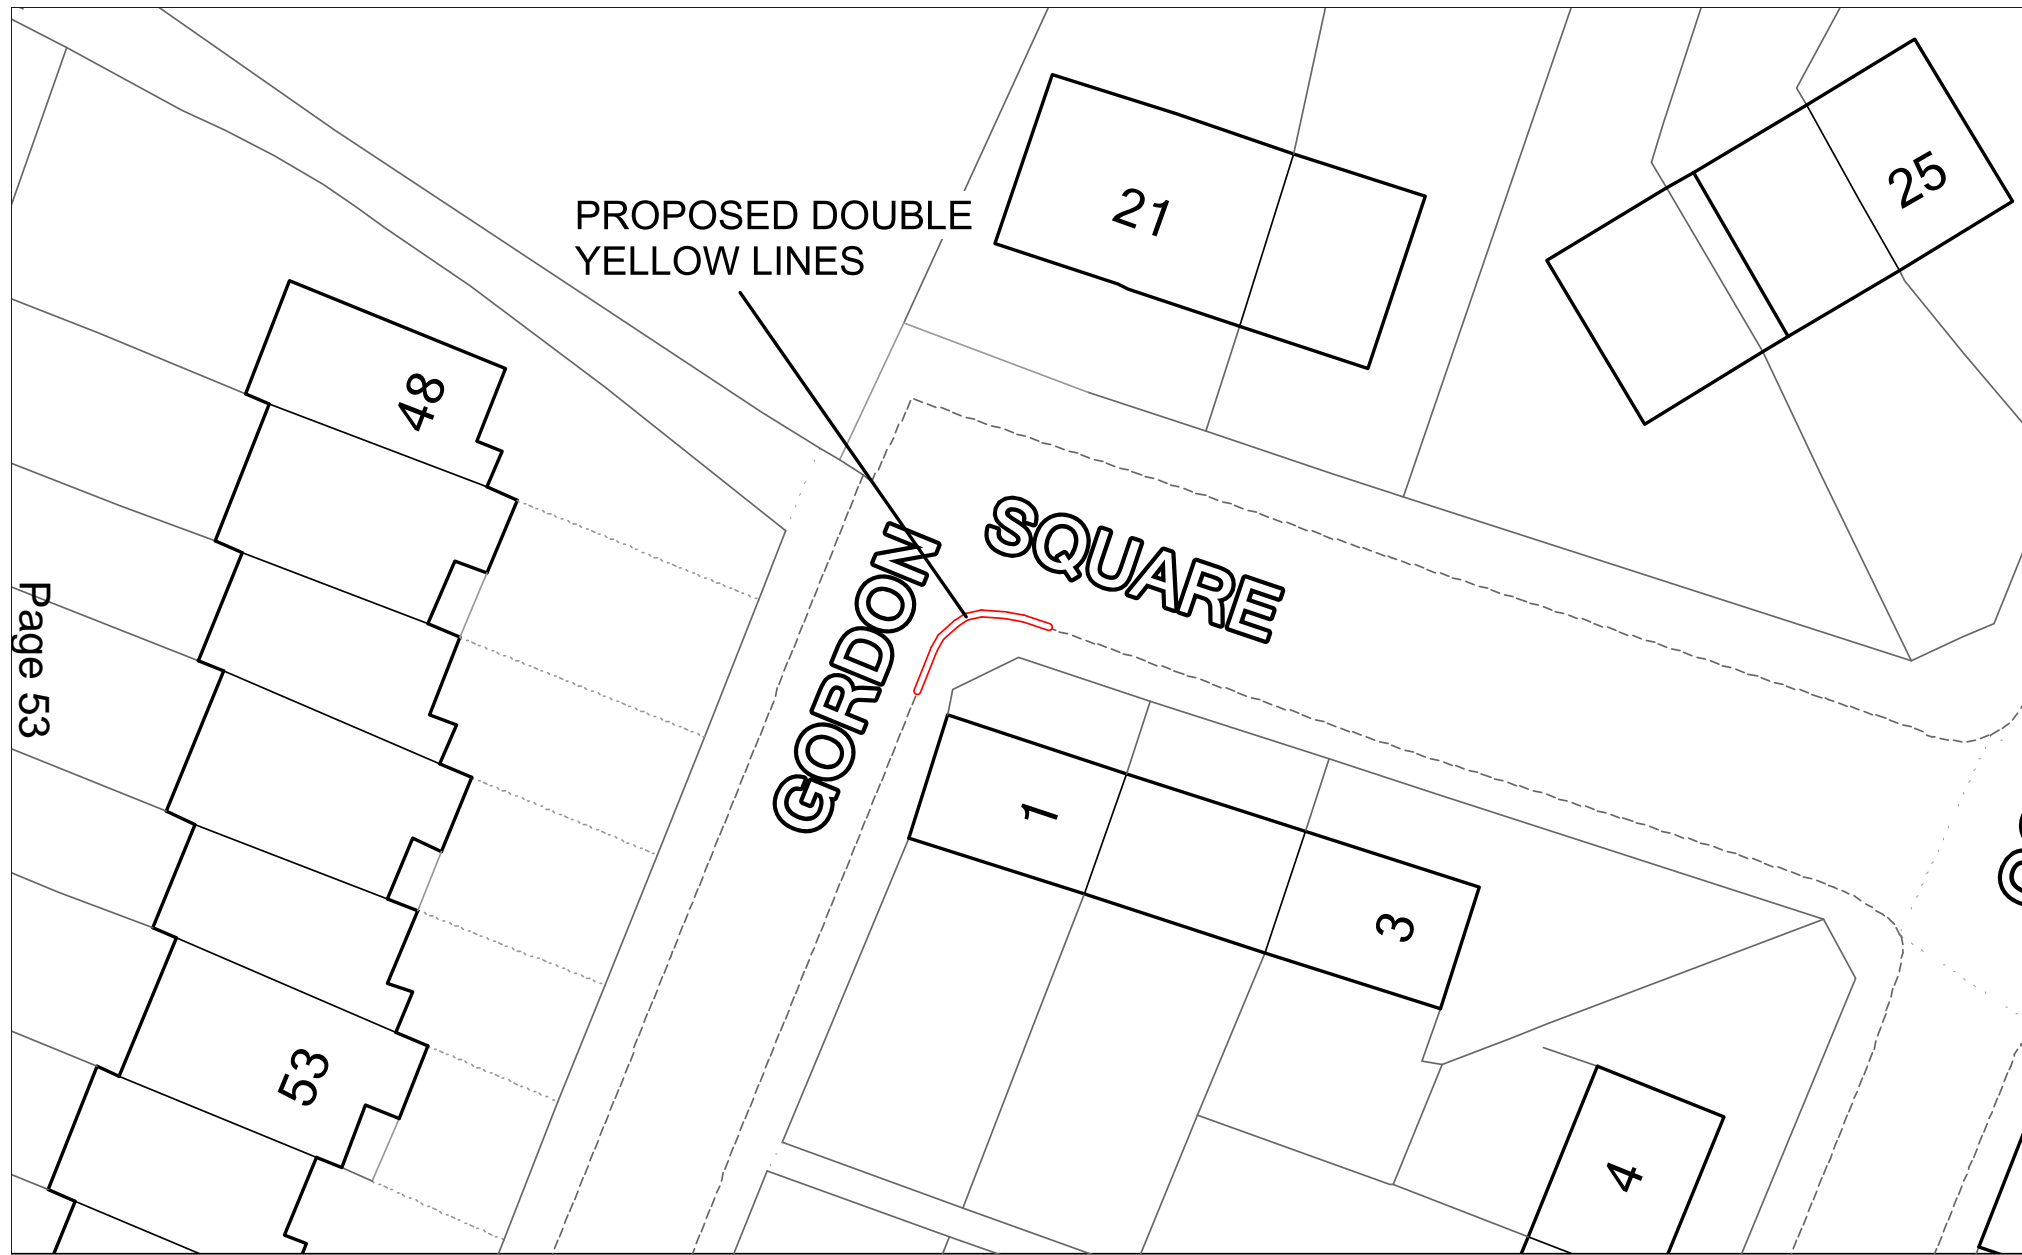 PROPOSED DOUBLE
YELLOW LINES
21
25
48
GORDON
SQUARE
Page 53
1
3
53
4